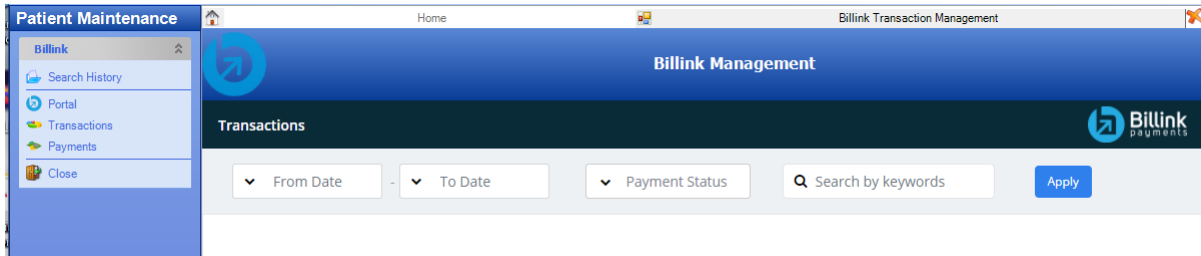 Patient Maintenance
Home
Billink Transaction Management
Billink
Search History
Portal
Transactions
Payments
Close
Billink Management
Transactions
Billink
payments
From Date
-
To Date
Payment Status
Search by keywords
Apply